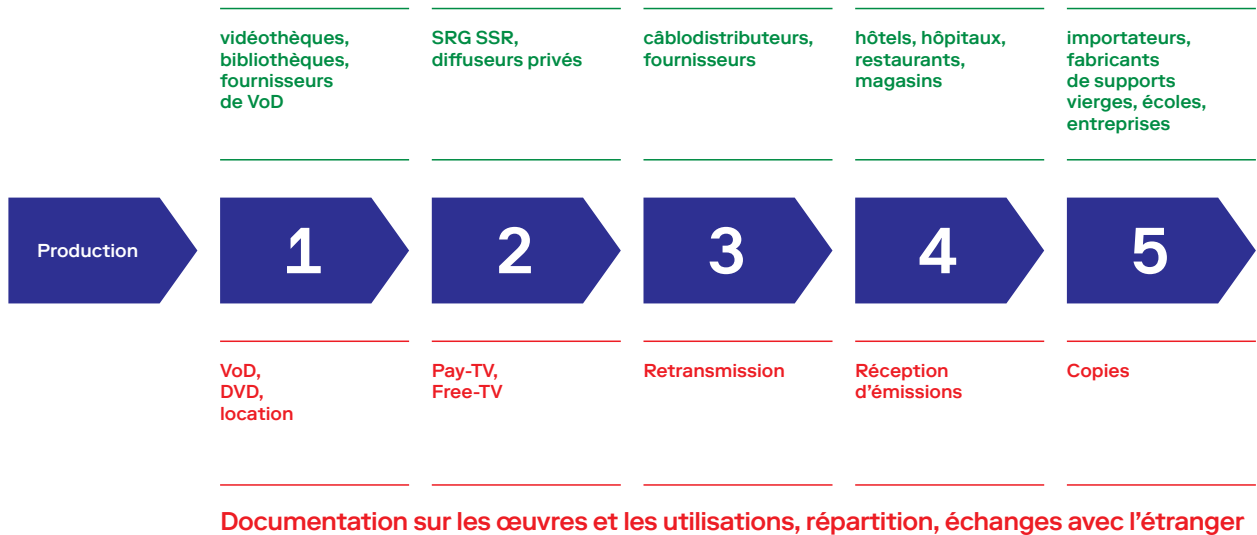 vidéothèques,
bibliothèques,
fournisseurs
de VoD
SRG SSR,
diffuseurs privés
câblodistributeurs,
fournisseurs
hôtels, hôpitaux,
restaurants,
magasins
importateurs,
fabricants
de supports
vierges, écoles,
entreprises
Production
1
2
3
4
5
VoD,
DVD,
location
Pay-TV,
Free-TV
Retransmission
Réception
d’émissions
Copies
Documentation sur les œuvres et les utilisations, répartition, échanges avec l’étranger